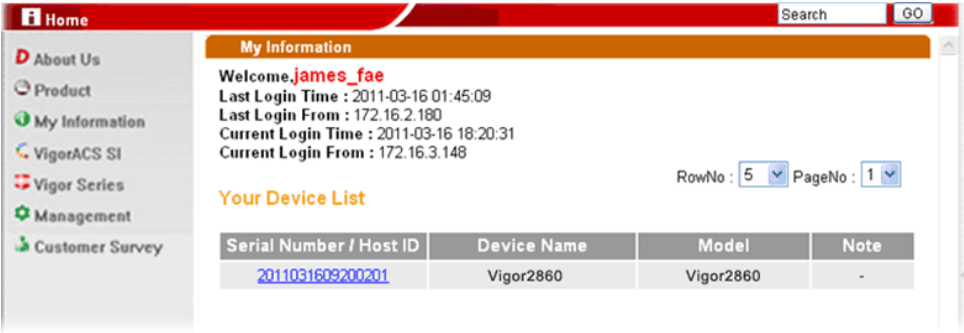 Home
Search GO
About Us
Product
My Information
VigorACS SI
Vigor Series
Management
Customer Survey
My Information
Welcome,james_fae
Last Login Time : 2011-03-16 01:45:09
Last Login From : 172.16.2.180
Current Login Time : 2011-03-16 18:20:31
Current Login From : 172.16.3.148
RowNo : 5 PageNo : 1
Your Device List
Serial Number / Host ID Device Name Model Note
2011031609200201 Vigor2860 Vigor2860 -